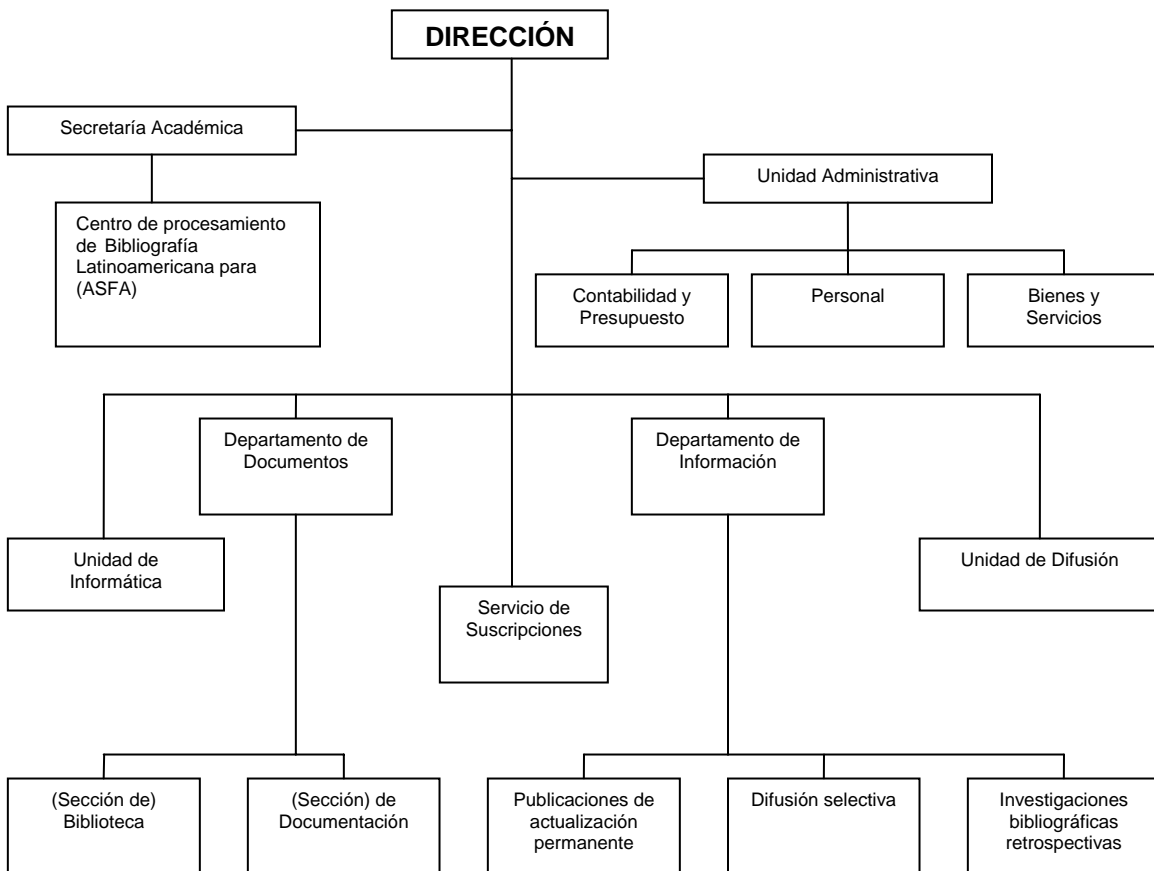 DIRECCIÓN
Secretaría Académica
Unidad Administrativa
Centro de procesamiento
de Bibliografía
Latinoamericana para
(ASFA)
Contabilidad y
Presupuesto
Personal
Bienes y
Servicios
Departamento de
Documentos
Departamento de
Información
Unidad de
Informática
Unidad de Difusión
Servicio de
Suscripciones
(Sección de)
Biblioteca
(Sección) de
Documentación
Publicaciones de
actualización
permanente
Difusión selectiva
Investigaciones
bibliográficas
retrospectivas